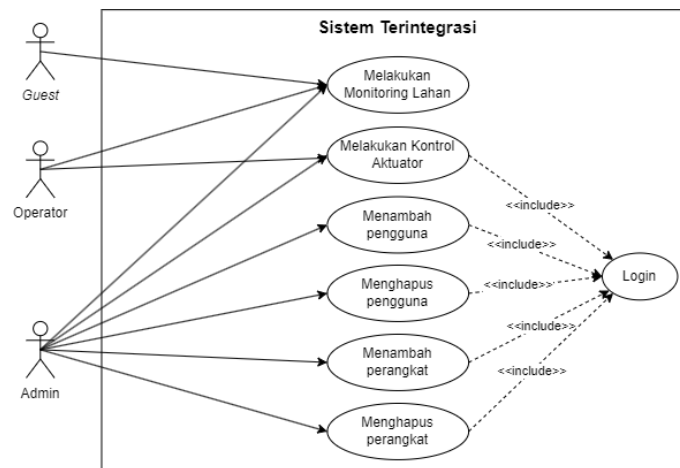 Sistem Terintegrasi
Guest
Melakukan
Monitoring Lahan
Operator
Melakukan Kontrol
Aktuator
<<include>>
Menambah
pengguna
<<include>>
Login
Menghapus
pengguna
<<include>>
<<include>>
Admin
Menambah
perangkat
<<include>>
Menghapus
perangkat